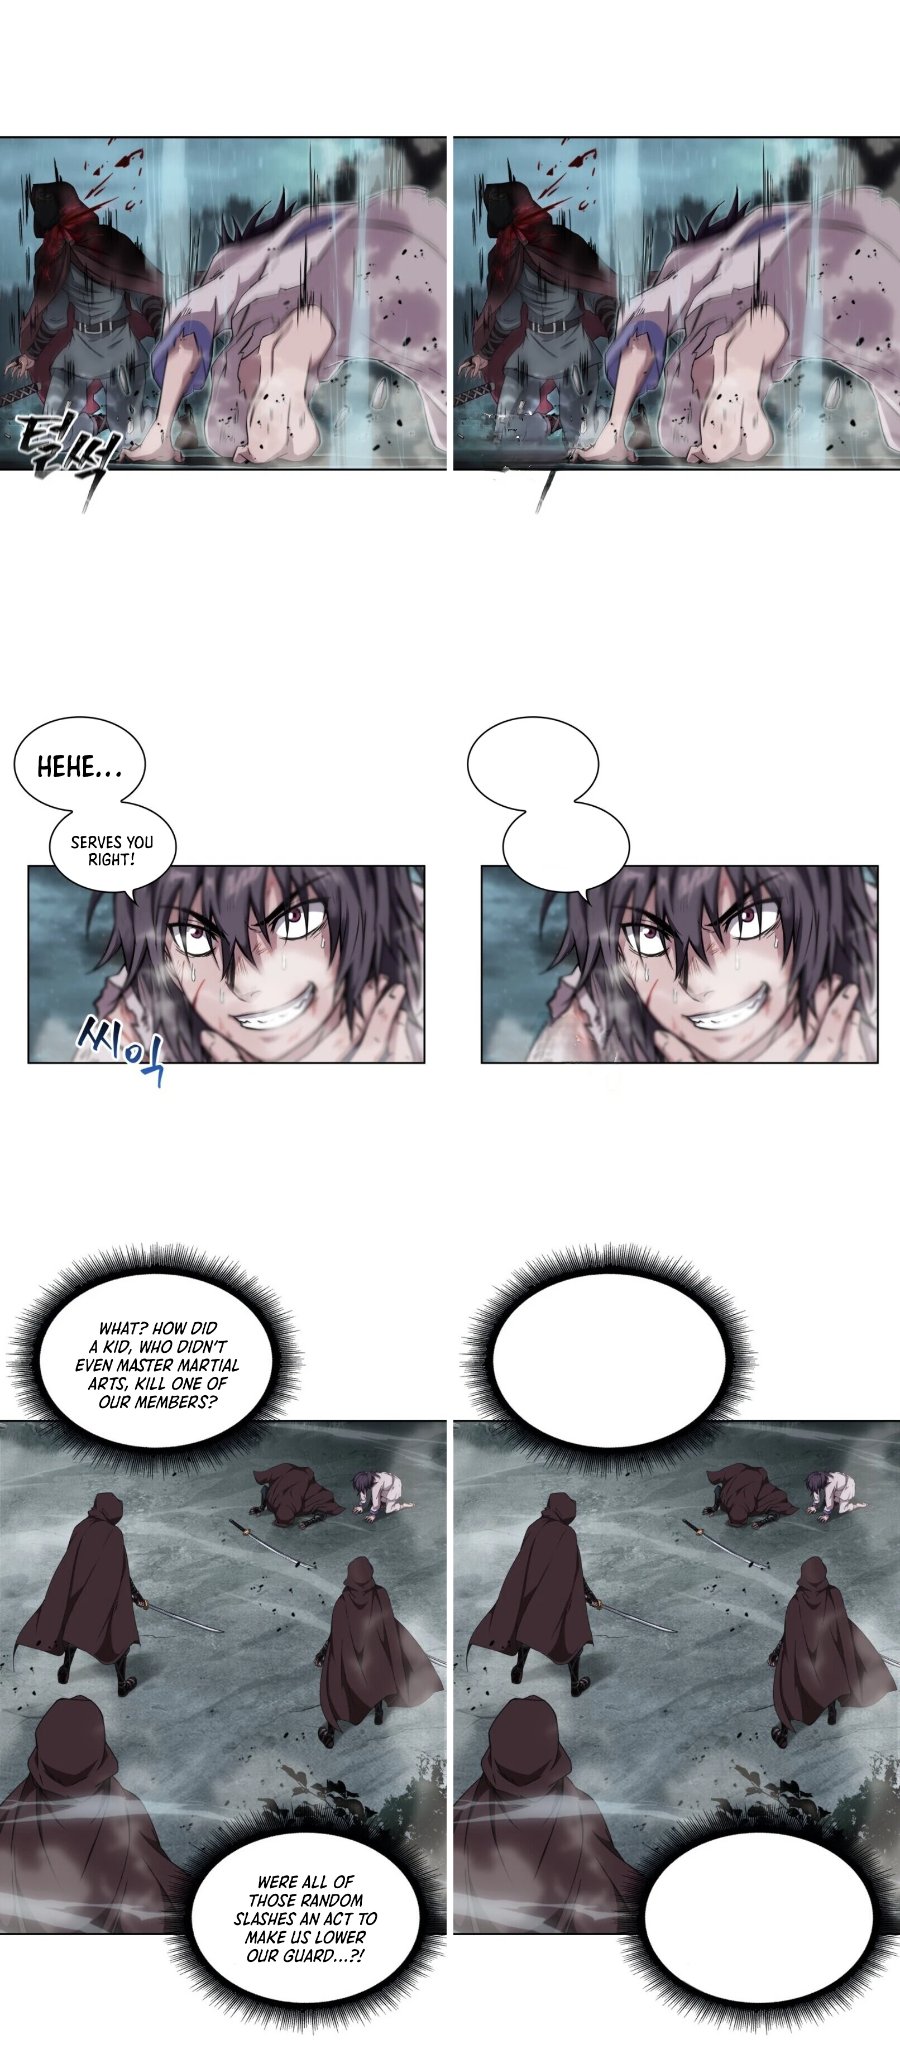 털썩
HEHE...
SERVES YOU
RIGHT!
씨익
WHAT? HOW DID
A KID, WHO DIDN'T
EVEN MASTER MARTIAL
ARTS, KILL ONE OF
OUR MEMBERS?
WERE ALL OF
THOSE RANDOM
SLASHES AN ACT TO
MAKE US LOWER
OUR GUARD...?!